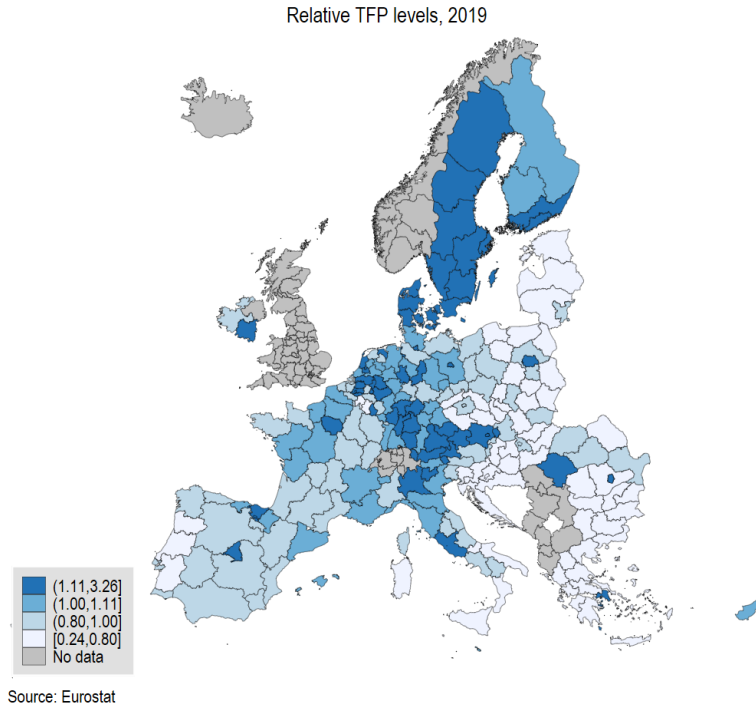 Relative TFP levels, 2019
(1.11,3.26]
(1.00,1.11]
(0.80,1.00]
[0.24,0.80]
No data
Source: Eurostat